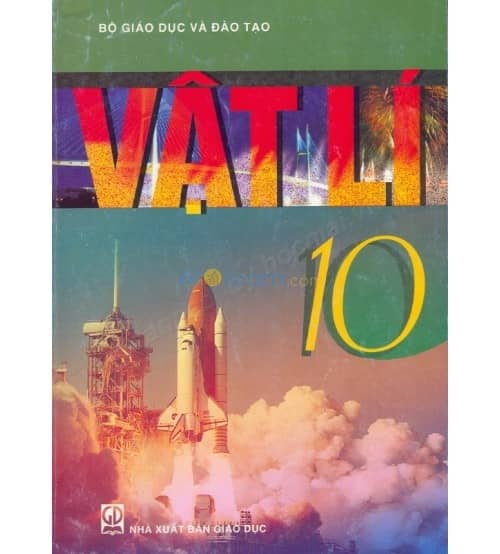 BỘ GIÁO DỤC VÀ ĐÀO TẠO
VẬT LÍ
10
NHÀ XUẤT BẢN GIÁO DỤC